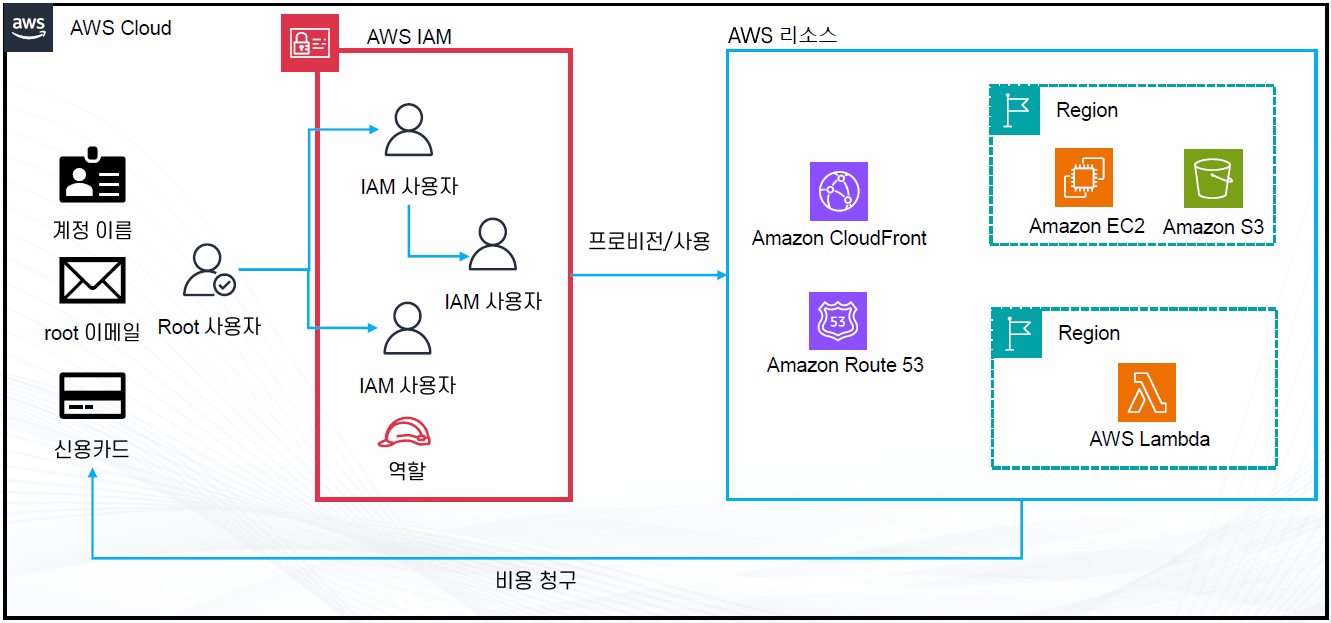 aws
AWS Cloud
AWS IAM
AWS 리소스
계정 이름
root 이메일
신용카드
Root 사용자
IAM 사용자
IAM 사용자
IAM 사용자
역할
프로비전/사용
Amazon CloudFront
53
Amazon Route 53
Region
Amazon EC2
Amazon S3
Region
AWS Lambda
비용 청구